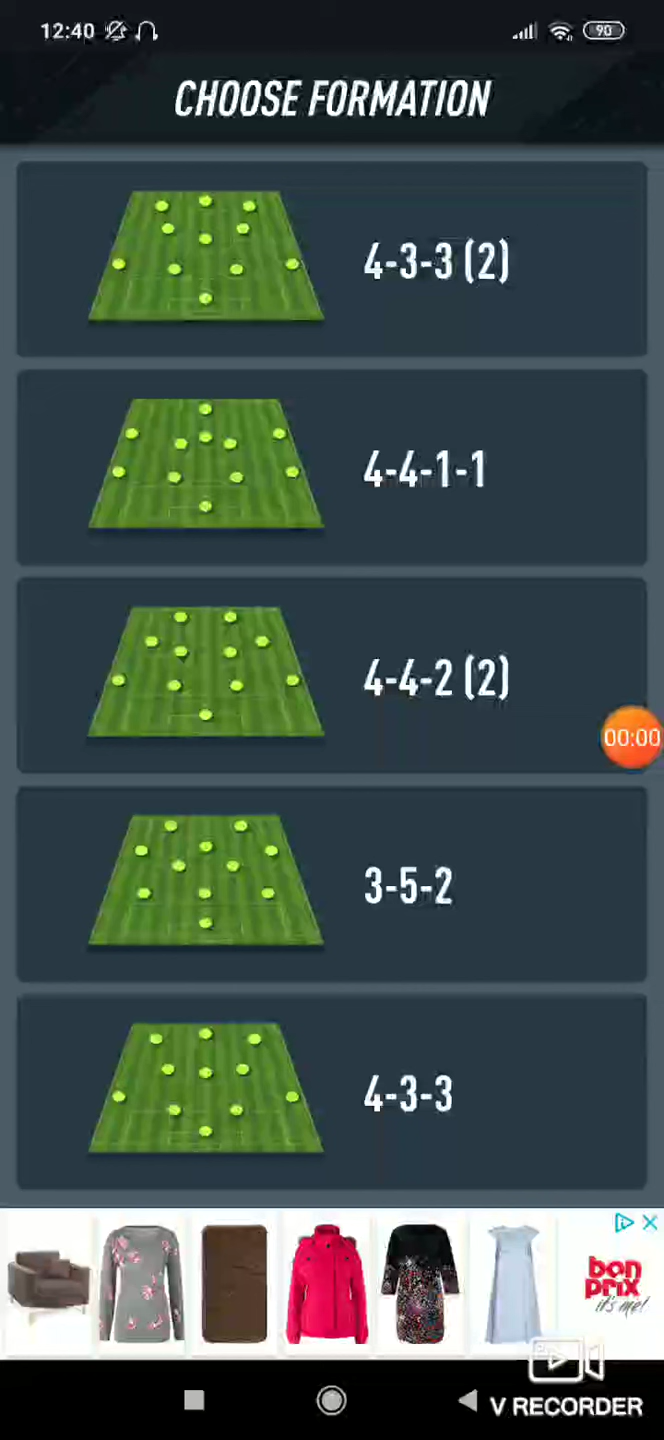 12:40
90
CHOOSE FORMATION
4-3-3 (2)
4-4-1-1
4-4-2 (2)
00:00
3-5-2
4-3-3
bon
prix
it's me!
V RECORDER